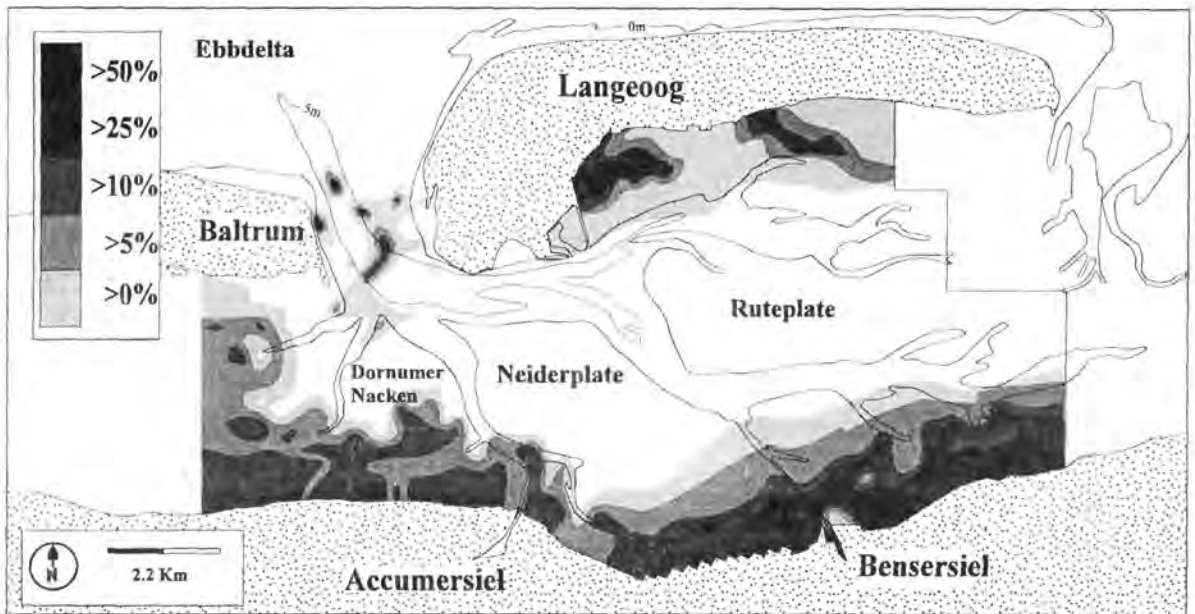 0m
Ebbdelta
>50%
>25%
>10%
>5%
>0%
5m
Langeoog
Baltrum
Ruteplate
Dornumer
Nacken
Neiderplate
N
2.2 Km
Accumersiel
Bensersiel